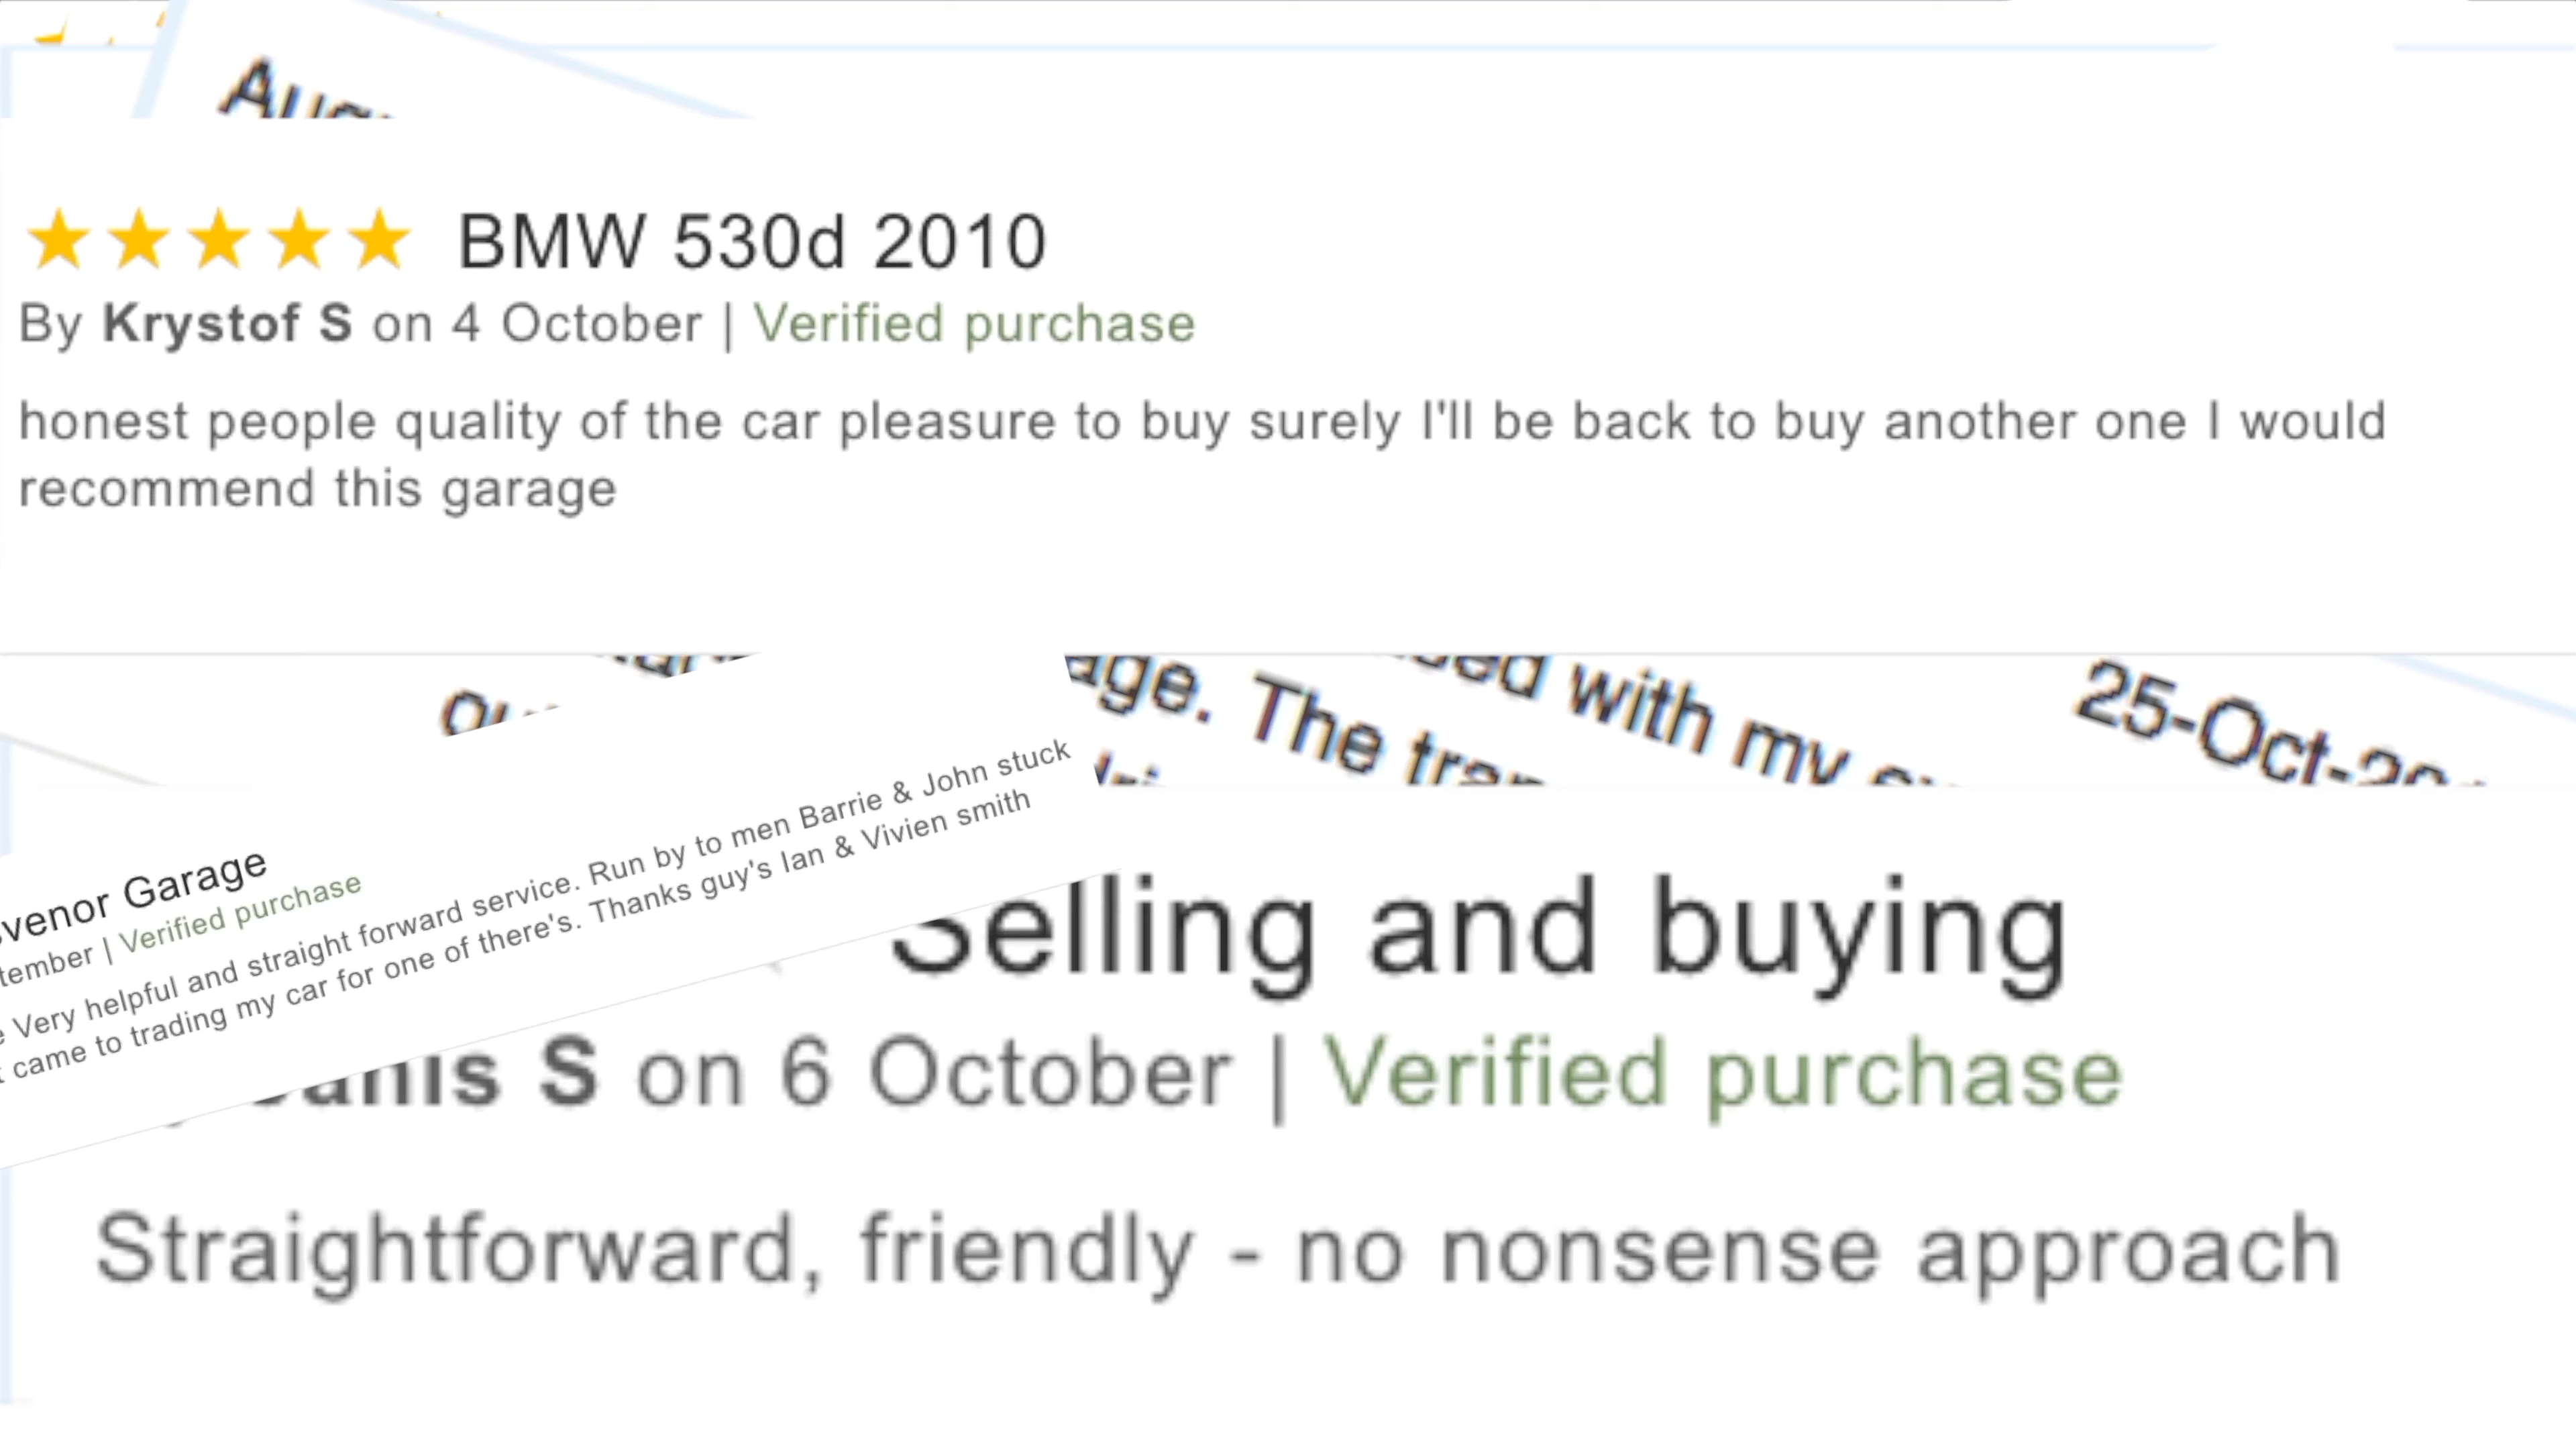 BMW 530d 2010
By Krystof S on 4 October | Verified purchase
honest people quality of the car pleasure to buy surely I'll be back to buy another one I would
recommend this garage
age. The
with my
Garage
| Verified purchase
Very helpful and straight forward service. Run by to men Barrie & John stuck
came to trading my car for one of there's. Thanks guy's Ian & Vivien smith
Selling and buying
S on 6 October | Verified purchase
Straightforward, friendly - no nonsense approach